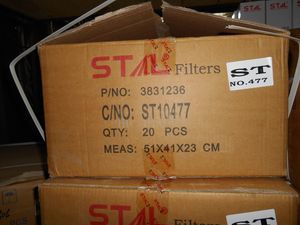 STAL Filters
ST
NO.477
P/NO: 3831236
C/NO: ST10477
QTY: 20 PCS
MEAS: 51X41X23 CM
STAL
ST